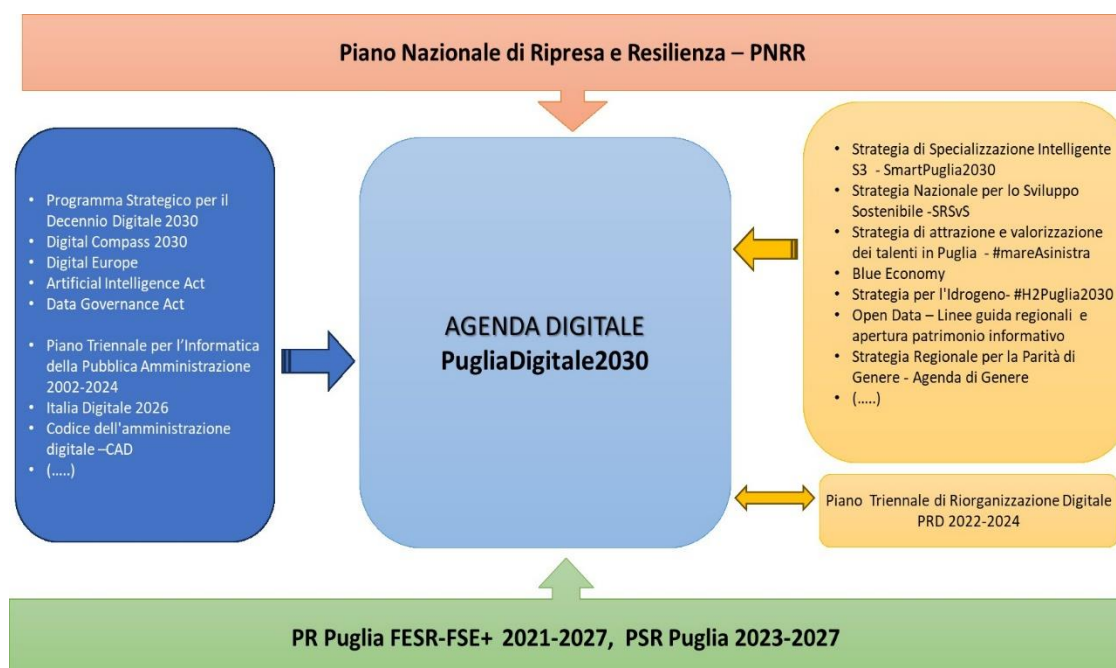 Piano Nazionale di Ripresa e Resilienza – PNRR
• Programma Strategico per il
Decennio Digitale 2030
• Digital Compass 2030
• Digital Europe
• Artificial Intelligence Act
• Data Governance Act
• Piano Triennale per l’Informatica
della Pubblica Amministrazione
2002-2024
• Italia Digitale 2026
• Codice dell'amministrazione
digitale –CAD
• (.....)
AGENDA DIGITALE
PugliaDigitale2030
• Strategia di Specializzazione Intelligente
S3 - SmartPuglia2030
• Strategia Nazionale per lo Sviluppo
Sostenibile -SRSvS
• Strategia di attrazione e valorizzazione
dei talenti in Puglia - #mareAsinistra
• Blue Economy
• Strategia per l'Idrogeno- #H2Puglia2030
• Open Data – Linee guida regionali e
apertura patrimonio informativo
• Strategia Regionale per la Parità di
Genere - Agenda di Genere
• (.....)
Piano Triennale di Riorganizzazione Digitale
PRD 2022-2024
PR Puglia FESR-FSE+ 2021-2027, PSR Puglia 2023-2027